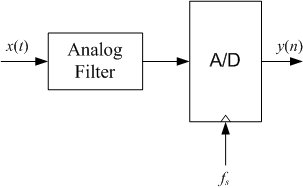 x(t)
Analog
Filter
A/D
y(n)
fs